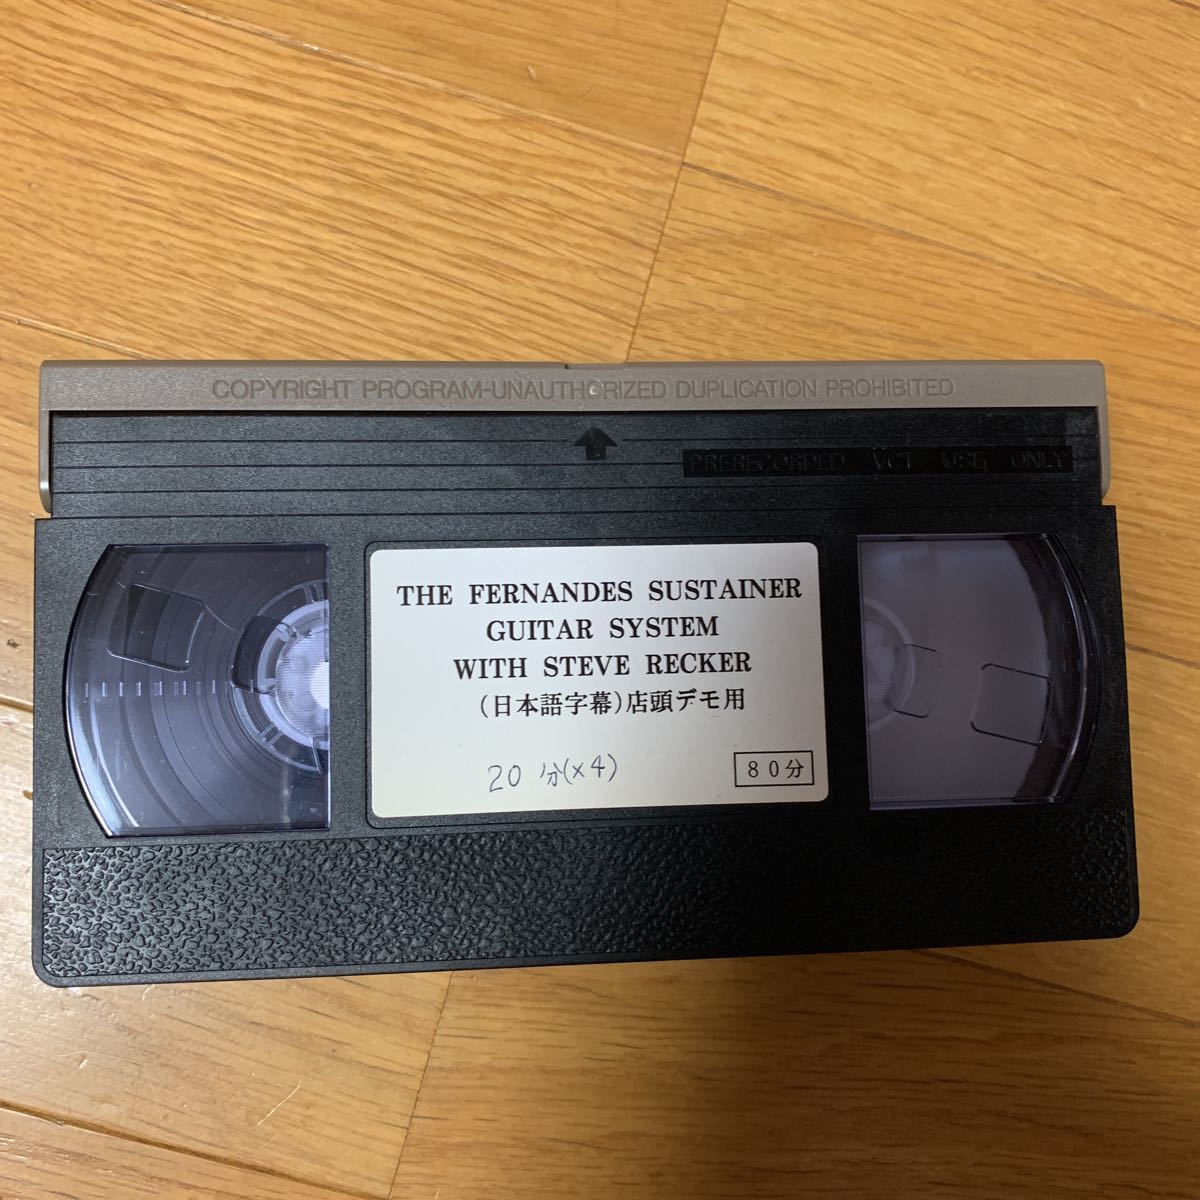 COPYRIGHT PROGRAM-UNAUTHORIZED DUPLICATION PROHIBITED
PRERECORDED VCT USE ONLY
THE FERNANDES SUSTAINER
GUITAR SYSTEM
WITH STEVE RECKER
(日本語字幕)店頭デモ用
20分(×4)
80分